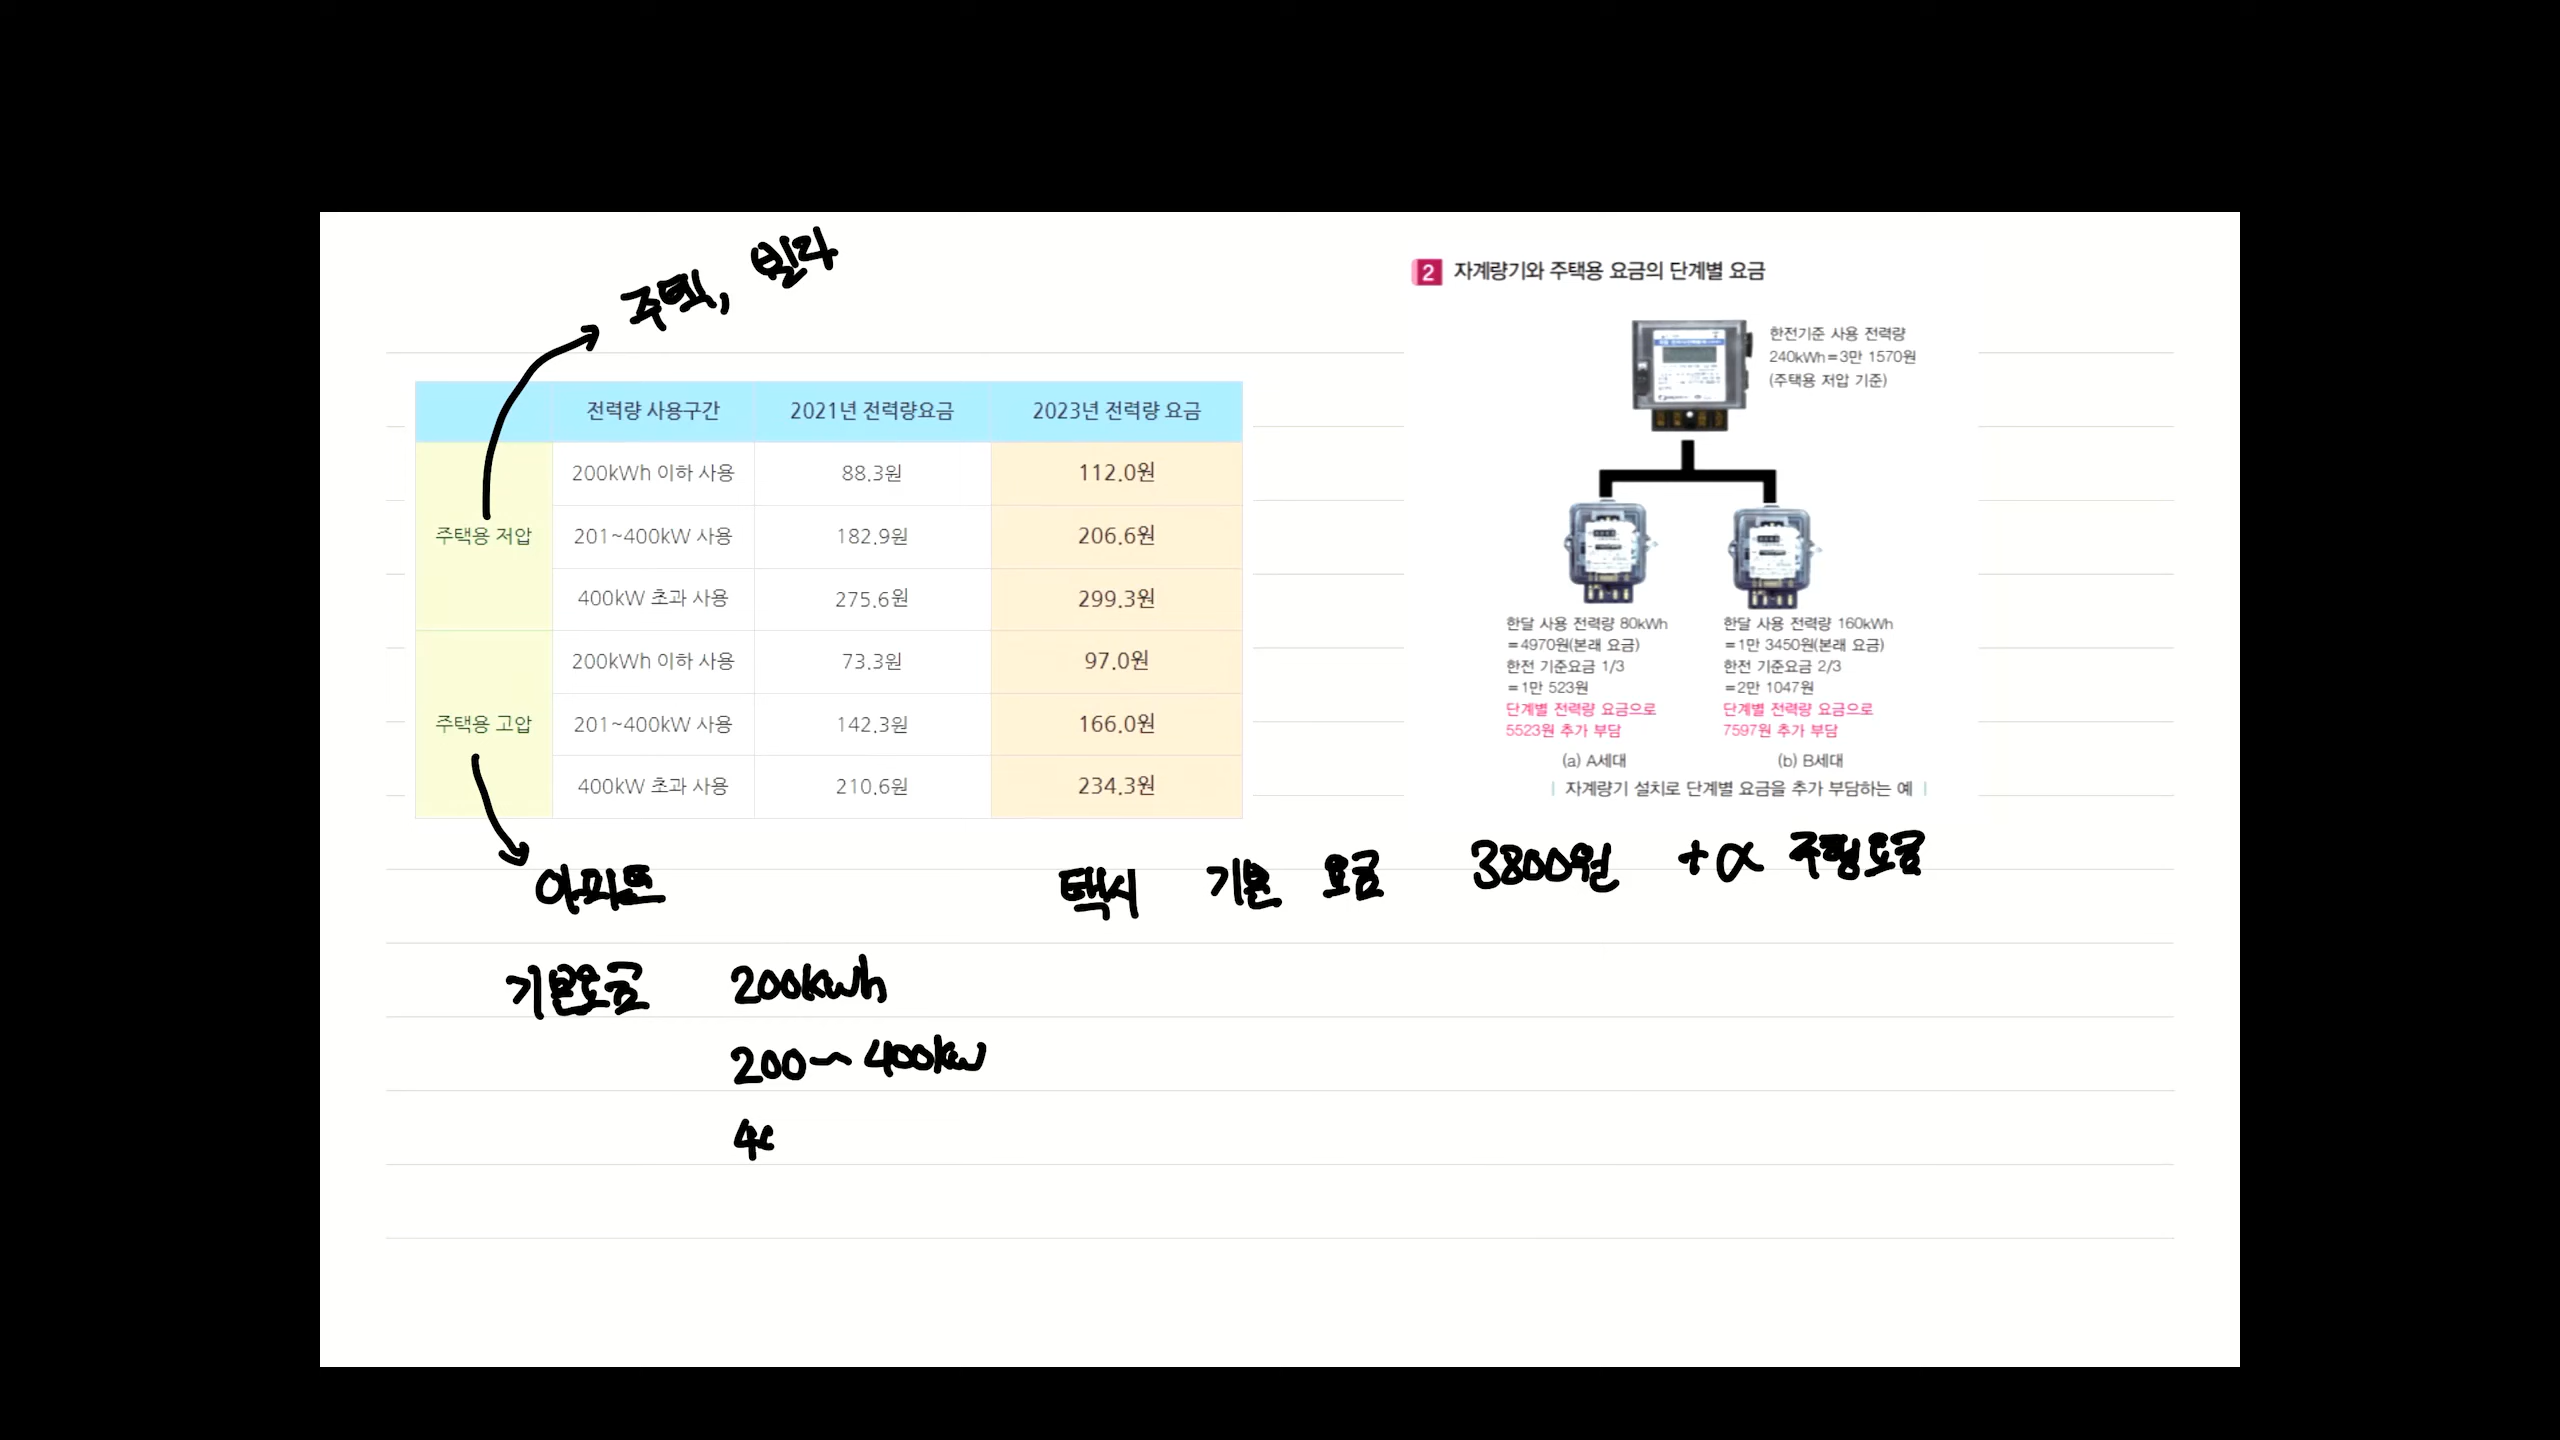 주택, 빌라
전력량 사용구간 2021년 전력량요금 2023년 전력량 요금
주택용 저압
200kWh 이하 사용 88.3원 112.0원
201~400kW 사용 182.9원 206.6원
400kW 초과 사용 275.6원 299.3원
주택용 고압
200kWh 이하 사용 73.3원 97.0원
201~400kW 사용 142.3원 166.0원
400kW 초과 사용 210.6원 234.3원
아파트
2 자계량기와 주택용 요금의 단계별 요금
한전기준 사용 전력량
240kWh=3만 1570원
(주택용 저압 기준)
한달 사용 전력량 80kWh
=4970원(본래 요금)
한전 기준요금 1/3
=1만 523원
단계별 전력량 요금으로
5523원 추가 부담
(a) A세대
한달 사용 전력량 160kWh
=1만 3450원(본래 요금)
한전 기준요금 2/3
=2만 1047원
단계별 전력량 요금으로
7597원 추가 부담
(b) B세대
| 자계량기 설치로 단계별 요금을 추가 부담하는 예 |
택시 기본 요금 3800원 +α 주행요금
기본요금 200kWh
200~400kW